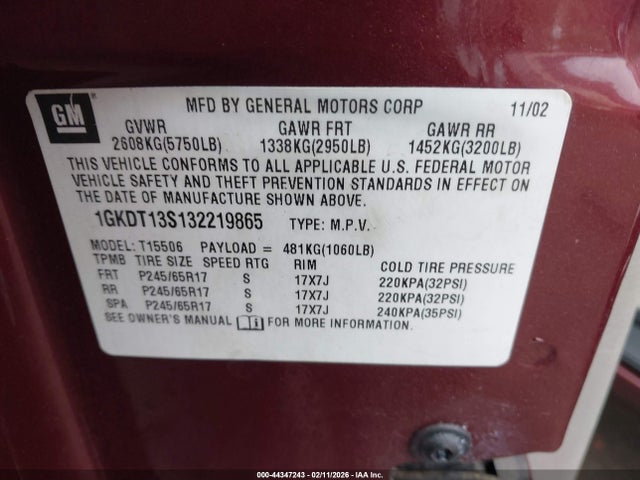 GM
MFD BY GENERAL MOTORS CORP 11/02
GVWR GAWR FRT GAWR RR
2608KG(5750LB) 1338KG(2950LB) 1452KG(3200LB)
THIS VEHICLE CONFORMS TO ALL APPLICABLE U.S. FEDERAL MOTOR
VEHICLE SAFETY AND THEFT PREVENTION STANDARDS IN EFFECT ON
THE DATE OF MANUFACTURE SHOWN ABOVE.
1GKDT13S132219865 TYPE: M.P.V.
MODEL: T15506 PAYLOAD = 481KG(1060LB)
TPMB TIRE SIZE SPEED RTG RIM COLD TIRE PRESSURE
FRT P245/65R17 S 17X7J 220KPA(32PSI)
RR P245/65R17 S 17X7J 220KPA(32PSI)
SPA P245/65R17 S 17X7J 240KPA(35PSI)
SEE OWNER'S MANUAL FOR MORE INFORMATION.
000-44347243 - 02/11/2026 - IAA Inc.